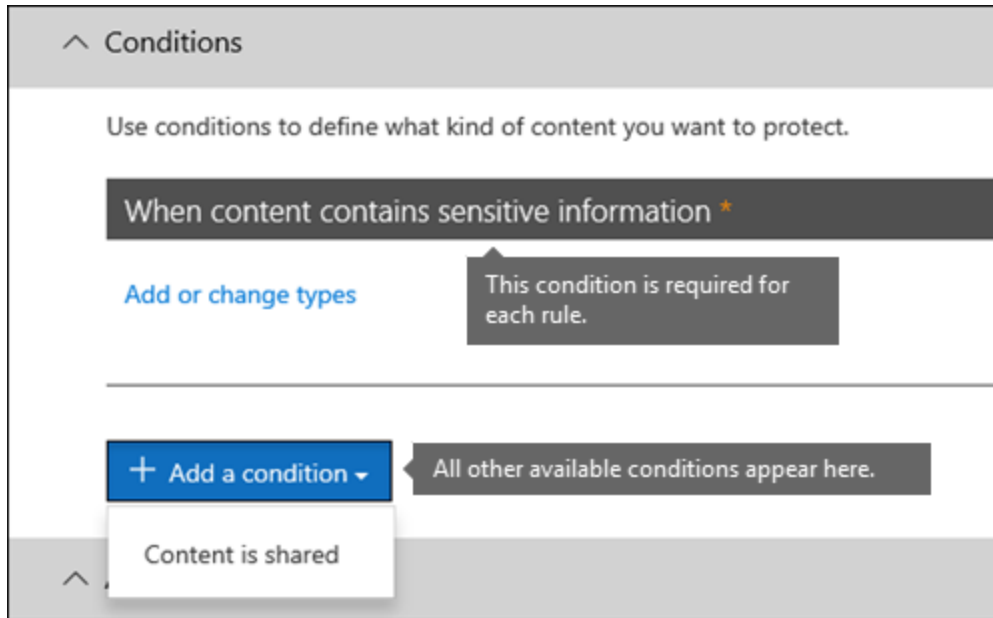 Conditions
Use conditions to define what kind of content you want to protect.
When content contains sensitive information *
Add or change types
This condition is required for
each rule.
+ Add a condition
All other available conditions appear here.
Content is shared